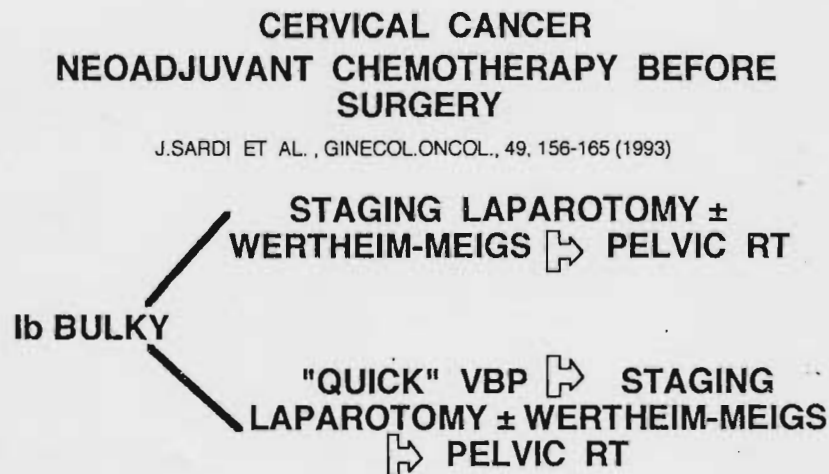 CERVICAL CANCER
NEOADJUVANT CHEMOTHERAPY BEFORE
SURGERY
J.SARDI ET AL. , GINECOL.ONCOL., 49, 156-165 (1993)
STAGING LAPAROTOMY ±
WERTHEIM-MEIGS ⇨ PELVIC RT
Ib BULKY
"QUICK" VBP ⇨ STAGING
LAPAROTOMY ± WERTHEIM-MEIGS
⇨ PELVIC RT